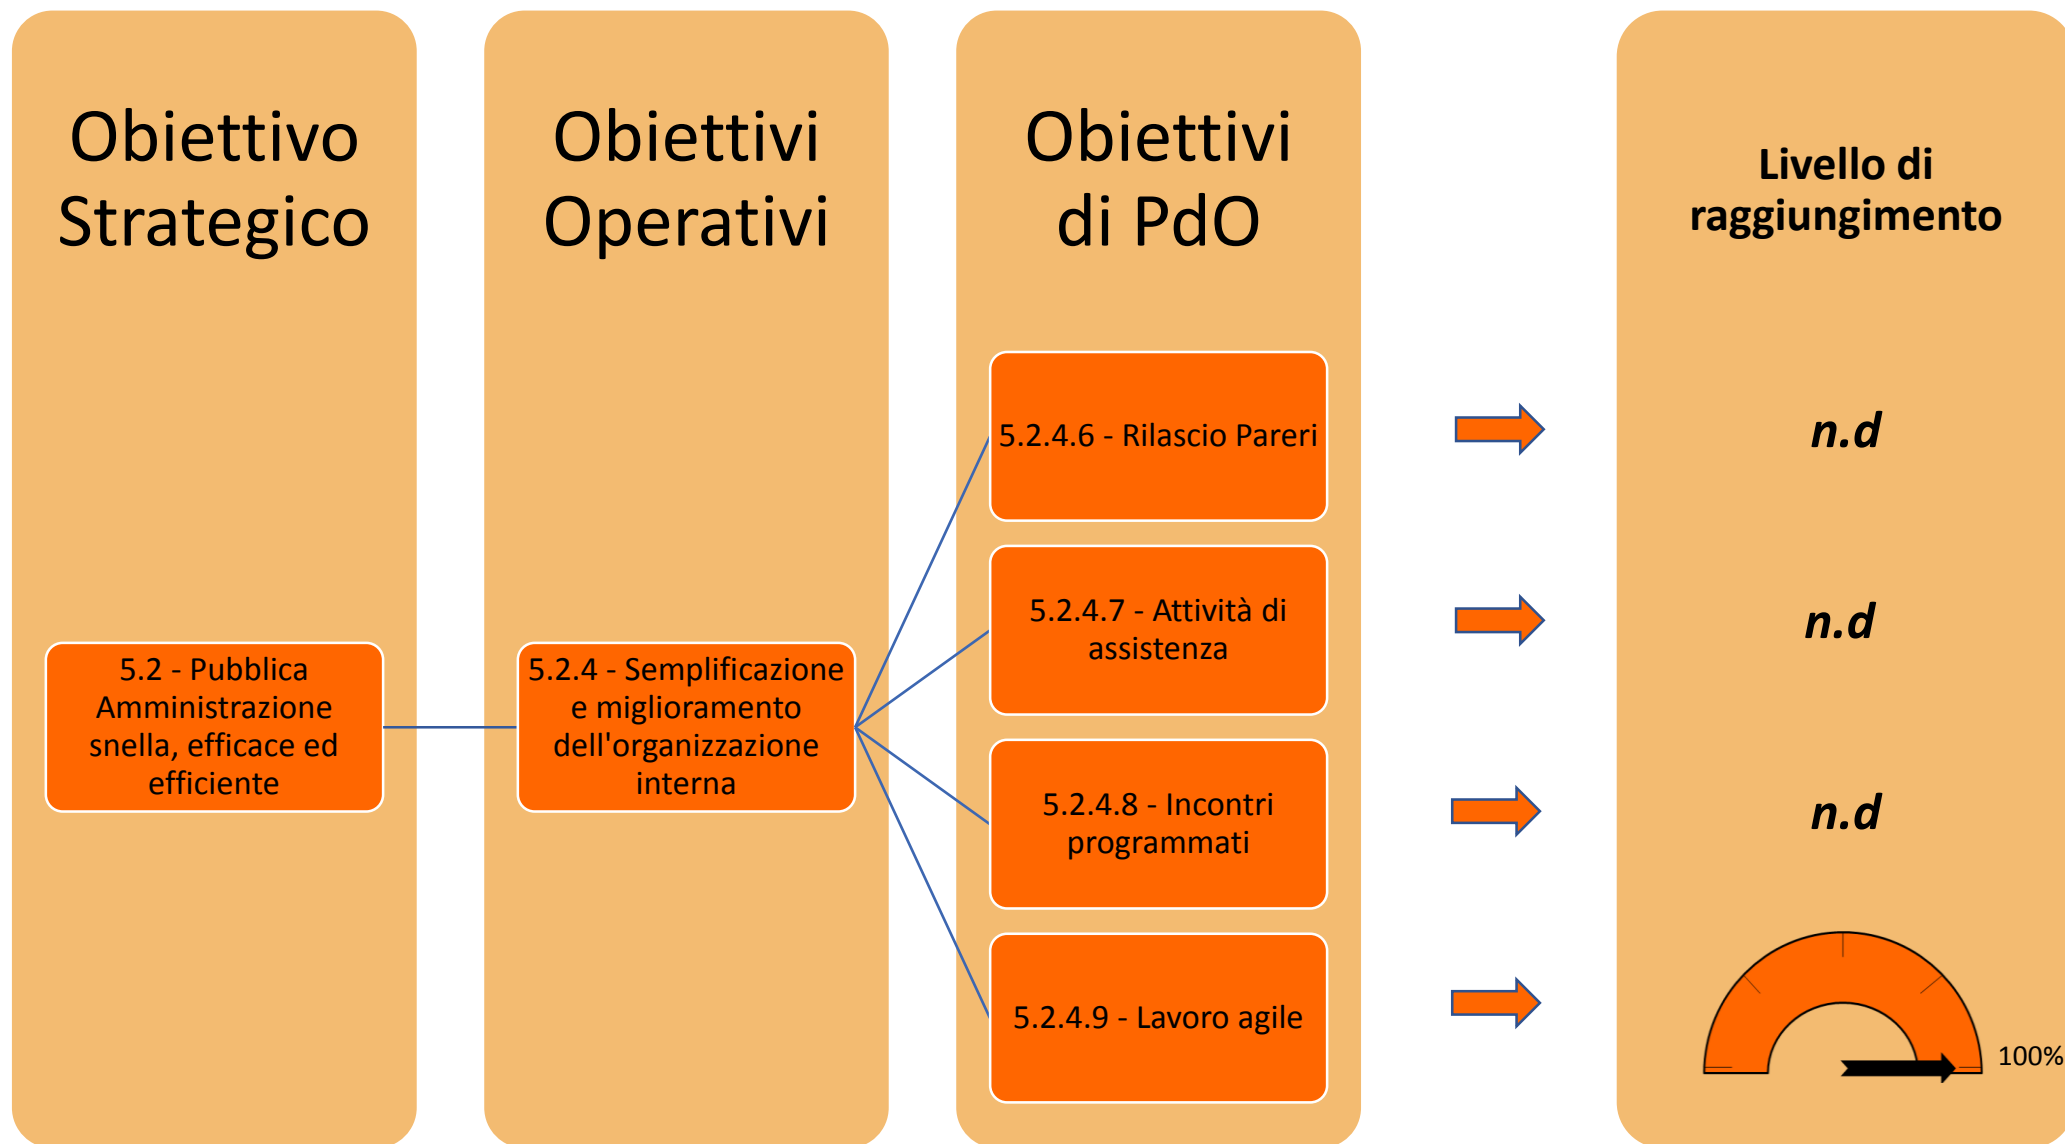 Obiettivo
Strategico
Obiettivi
Operativi
Obiettivi
di PdO
Livello di
raggiungimento
5.2 - Pubblica
Amministrazione
snella, efficace ed
efficiente
5.2.4 - Semplificazione
e miglioramento
dell'organizzazione
interna
5.2.4.6 - Rilascio Pareri
n.d
5.2.4.7 - Attività di
assistenza
n.d
5.2.4.8 - Incontri
programmati
n.d
5.2.4.9 - Lavoro agile
100%